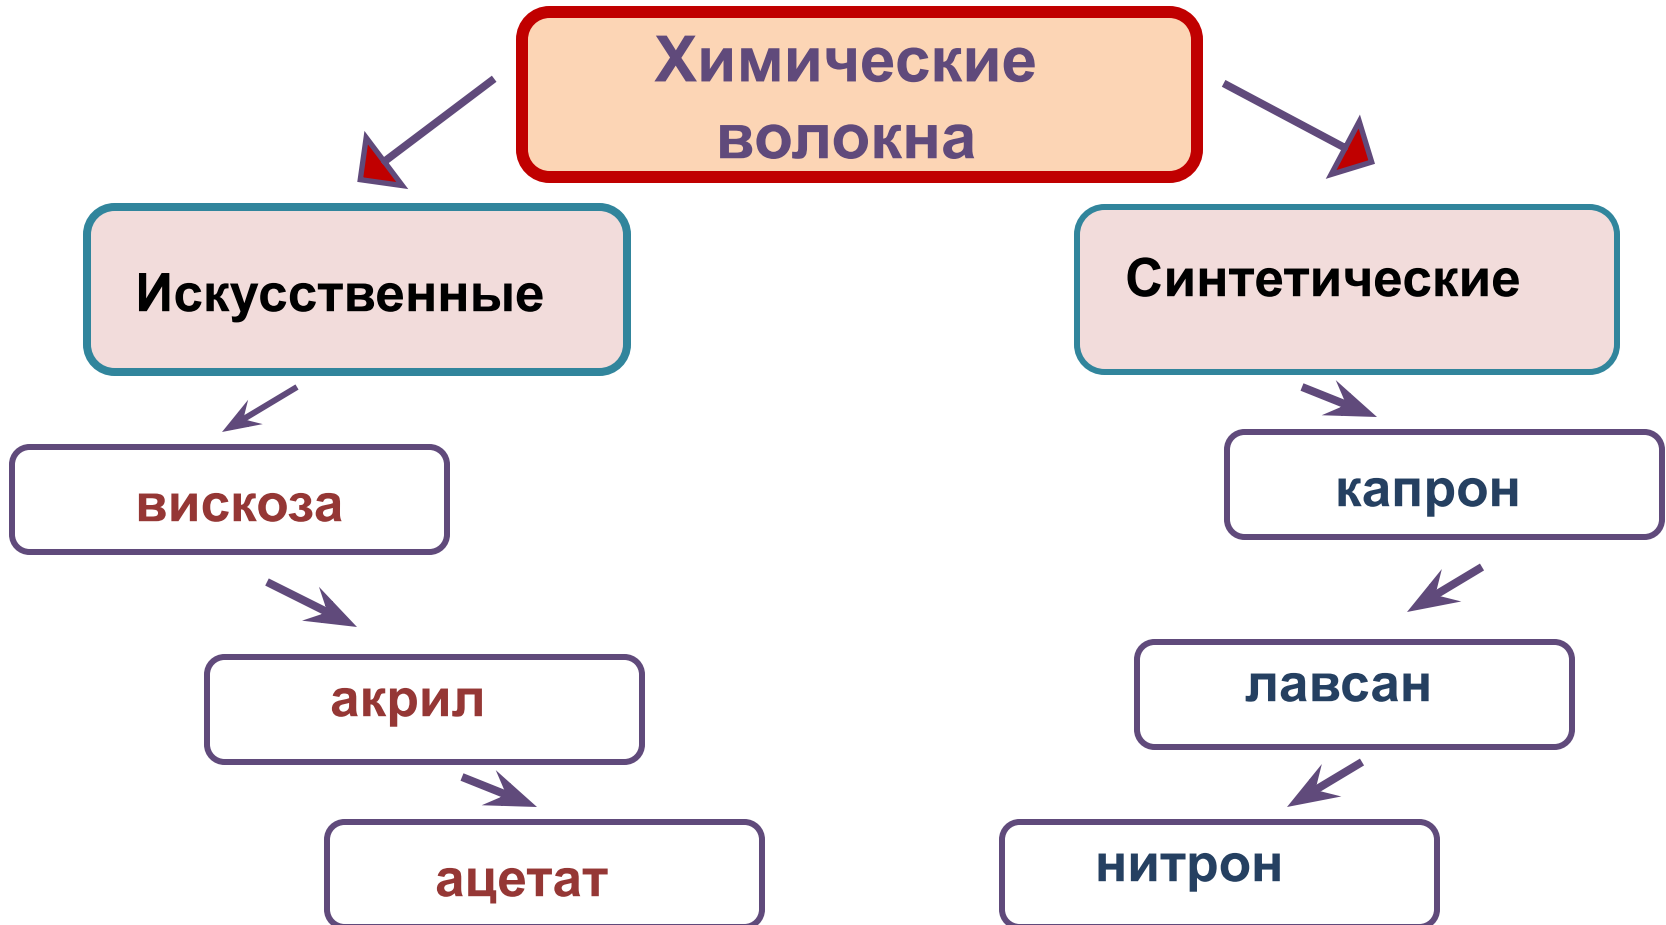 Химические
волокна
Искусственные
Синтетические
вискоза
капрон
акрил
лавсан
ацетат
нитрон